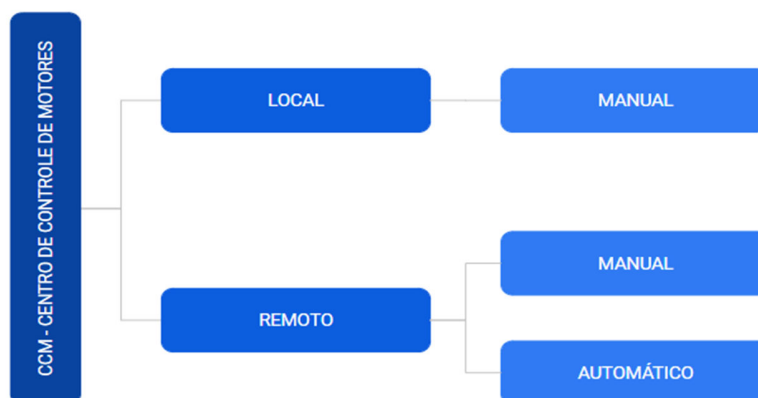 CCM - CENTRO DE CONTROLE DE MOTORES
LOCAL
MANUAL
REMOTO
MANUAL
AUTOMÁTICO